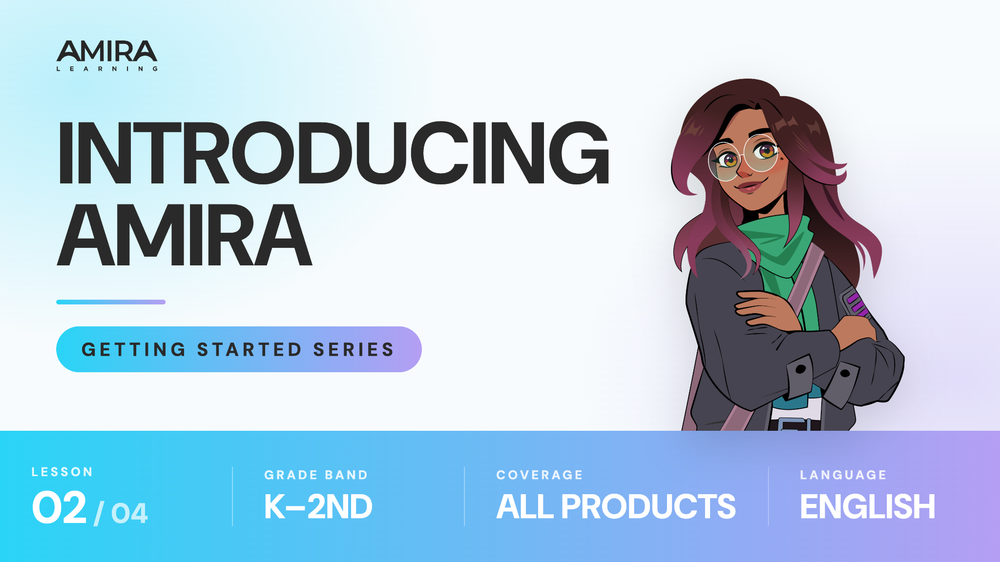 AMIRA
LEARNING
INTRODUCING
AMIRA
GETTING STARTED SERIES
LESSON
02 / 04
GRADE BAND
K–2ND
COVERAGE
ALL PRODUCTS
LANGUAGE
ENGLISH